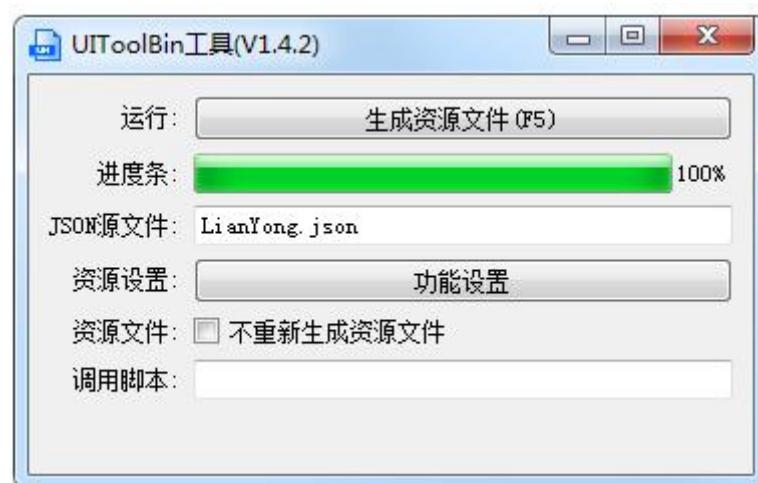 UIToolBin工具(V1.4.2)
运行: 生成资源文件(F5)
进度条: 100%
JSON源文件: LianYong.json
资源设置: 功能设置
资源文件: 不重新生成资源文件
调用脚本: